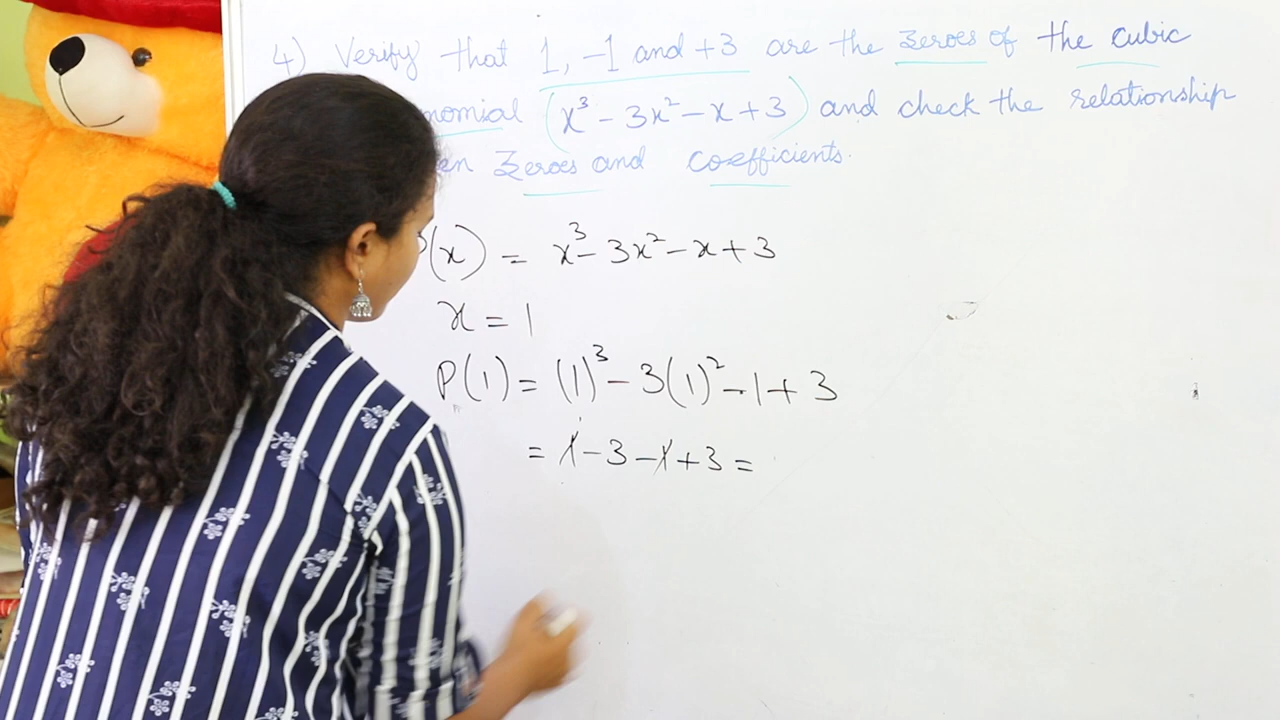 4) Verify that 1, -1 and +3 are the zeroes of the cubic
nomial (x³ - 3x² - x + 3) and check the relationship
en zeroes and coefficients.
(x) = x³ - 3x² - x + 3
x = 1
P(1) = (1)³ - 3(1)² - 1 + 3
= 1 - 3 - 1 + 3 =